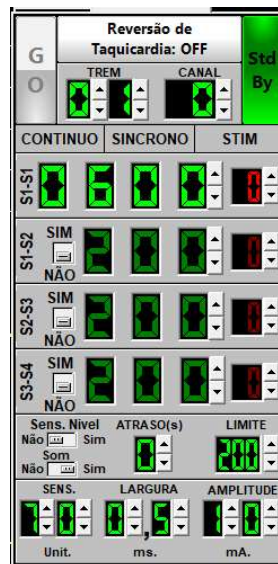 G O
Reversão de
Taquicardia: OFF
Std By
TREM CANAL
0 1 0
CONTINUO SINCRONO STIM
S1-S1 0 6 0 0 0
S1-S2 SIM NÃO 2 0 0 0
S2-S3 SIM NÃO 2 0 0 0
S3-S4 SIM NÃO 2 0 0 0
Sens. Nivel ATRASO(s) LIMITE
Não Sim
Som 0 200
Não Sim
SENS. LARGURA AMPLITUDE
7 0 0,5 1 0
Unit. ms. mA.